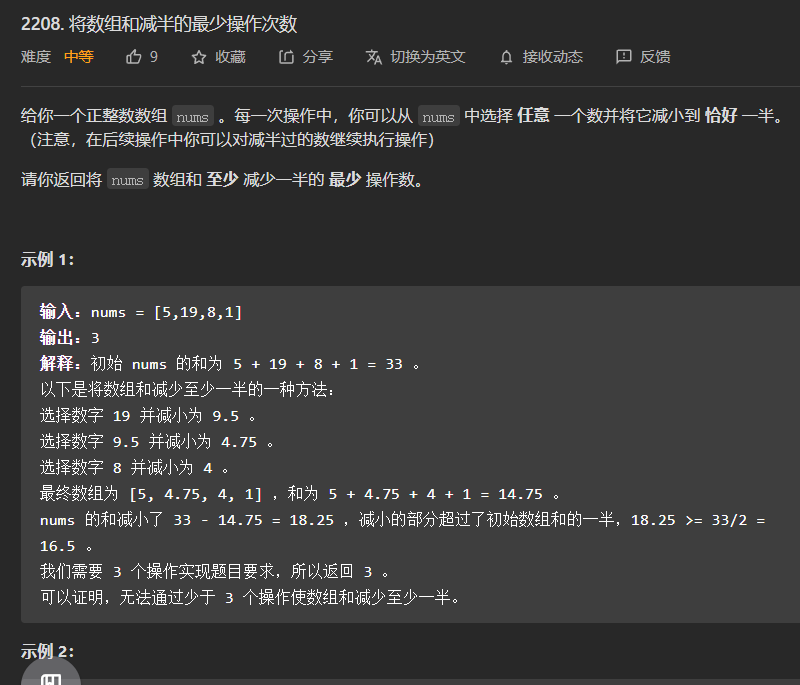 2208. 将数组和减半的最少操作次数
难度 中等 9 收藏 分享 切换为英文 接收动态 反馈
给你一个正整数数组 nums 。每一次操作中，你可以从 nums 中选择 任意 一个数并将它减小到 恰好 一半。
（注意，在后续操作中你可以对减半过的数继续执行操作）
请你返回将 nums 数组和 至少 减少一半的 最少 操作数。
示例 1：
输入：nums = [5,19,8,1]
输出：3
解释：初始 nums 的和为 5 + 19 + 8 + 1 = 33 。
以下是将数组和减少至少一半的一种方法：
选择数字 19 并减小为 9.5 。
选择数字 9.5 并减小为 4.75 。
选择数字 8 并减小为 4 。
最终数组为 [5, 4.75, 4, 1] ，和为 5 + 4.75 + 4 + 1 = 14.75 。
nums 的和减小了 33 - 14.75 = 18.25 ，减小的部分超过了初始数组和的一半，18.25 >= 33/2 =
16.5 。
我们需要 3 个操作实现题目要求，所以返回 3 。
可以证明，无法通过少于 3 个操作使数组和减少至少一半。
示例 2：